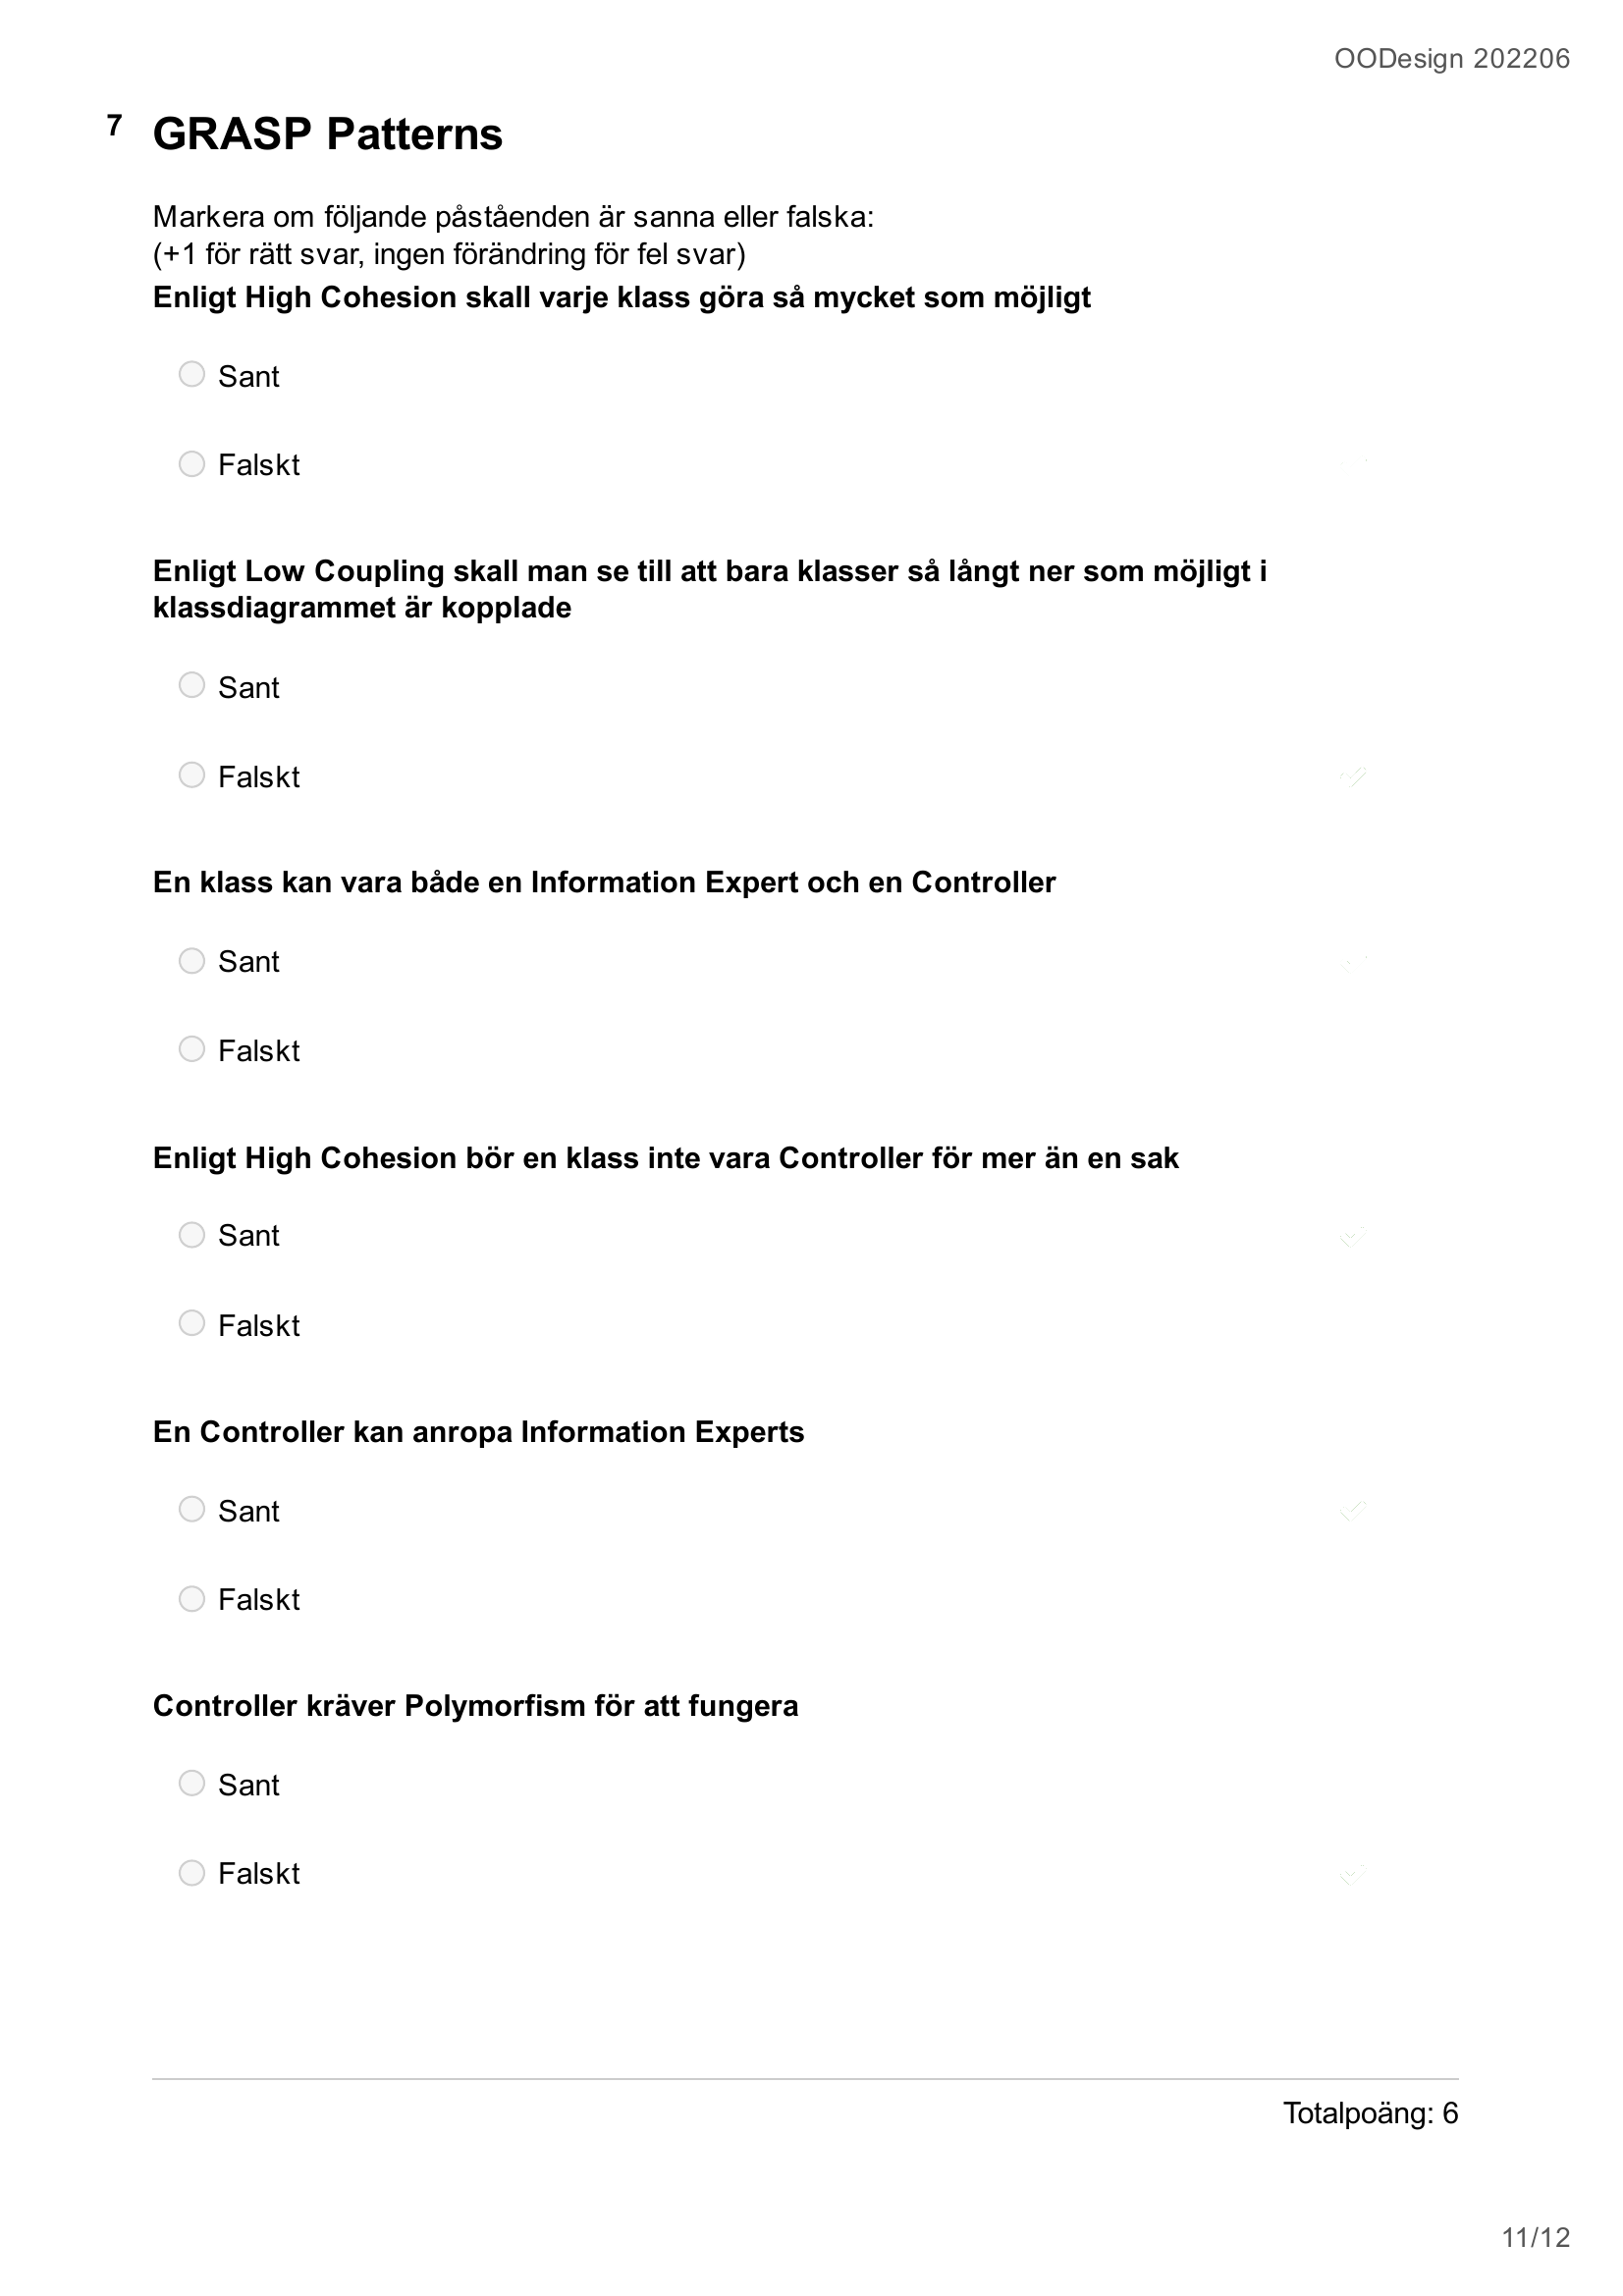 OODesign 202206
7 GRASP Patterns
Markera om följande påståenden är sanna eller falska:
(+1 för rätt svar, ingen förändring för fel svar)
Enligt High Cohesion skall varje klass göra så mycket som möjligt
Sant
Falskt
Enligt Low Coupling skall man se till att bara klasser så långt ner som möjligt i
klassdiagrammet är kopplade
Sant
Falskt
En klass kan vara både en Information Expert och en Controller
Sant
Falskt
Enligt High Cohesion bör en klass inte vara Controller för mer än en sak
Sant
Falskt
En Controller kan anropa Information Experts
Sant
Falskt
Controller kräver Polymorfism för att fungera
Sant
Falskt
Totalpoäng: 6
11/12